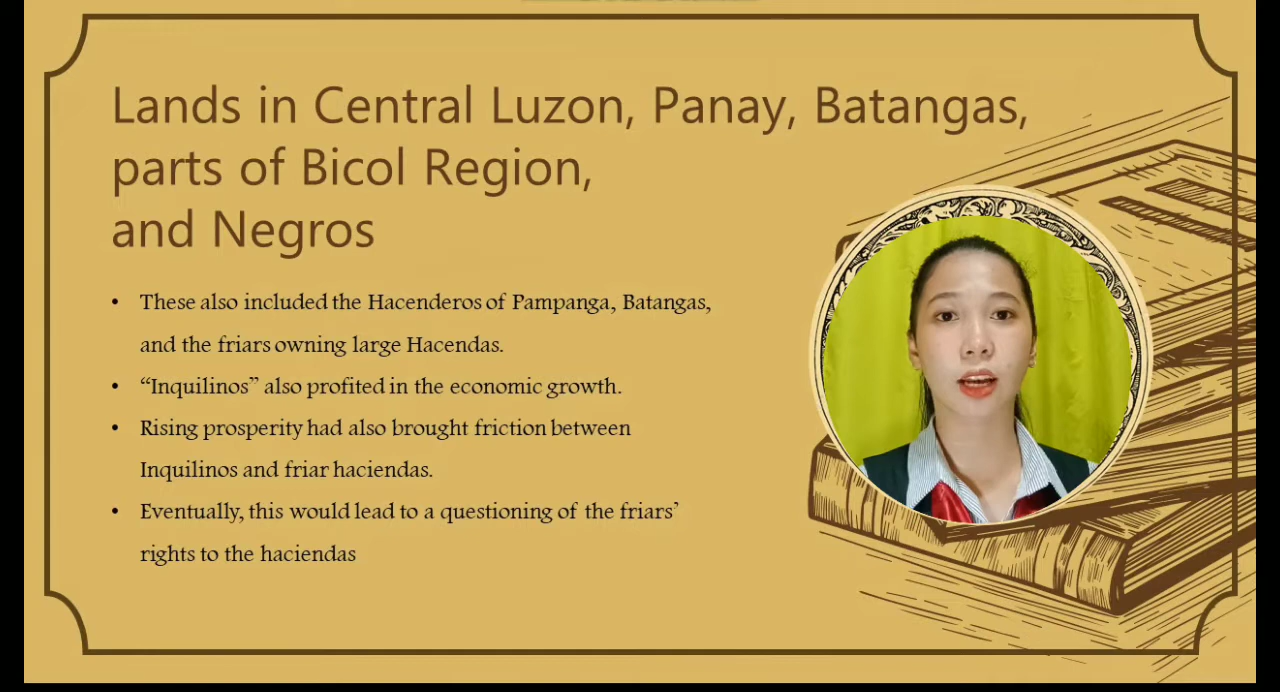 Lands in Central Luzon, Panay, Batangas,
parts of Bicol Region,
and Negros
• These also included the Hacenderos of Pampanga, Batangas,
and the friars owning large Hacendas.
• “Inquilinos” also profited in the economic growth.
• Rising prosperity had also brought friction between
Inquilinos and friar haciendas.
• Eventually, this would lead to a questioning of the friars’
rights to the haciendas